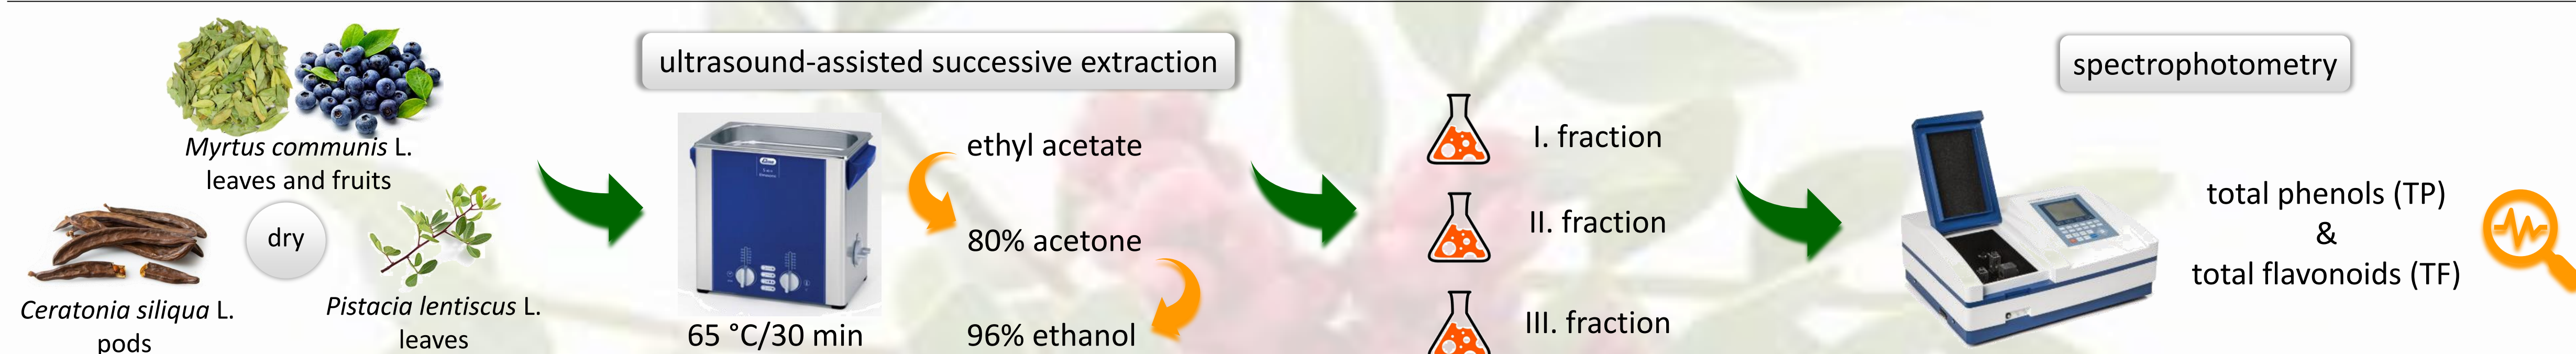 Myrtus communis L.
leaves and fruits
Ceratonia siliqua L.
pods
dry
Pistacia lentiscus L.
leaves
ultrasound-assisted successive extraction
65 °C/30 min
ethyl acetate
80% acetone
96% ethanol
I. fraction
II. fraction
III. fraction
spectrophotometry
total phenols (TP)
&
total flavonoids (TF)